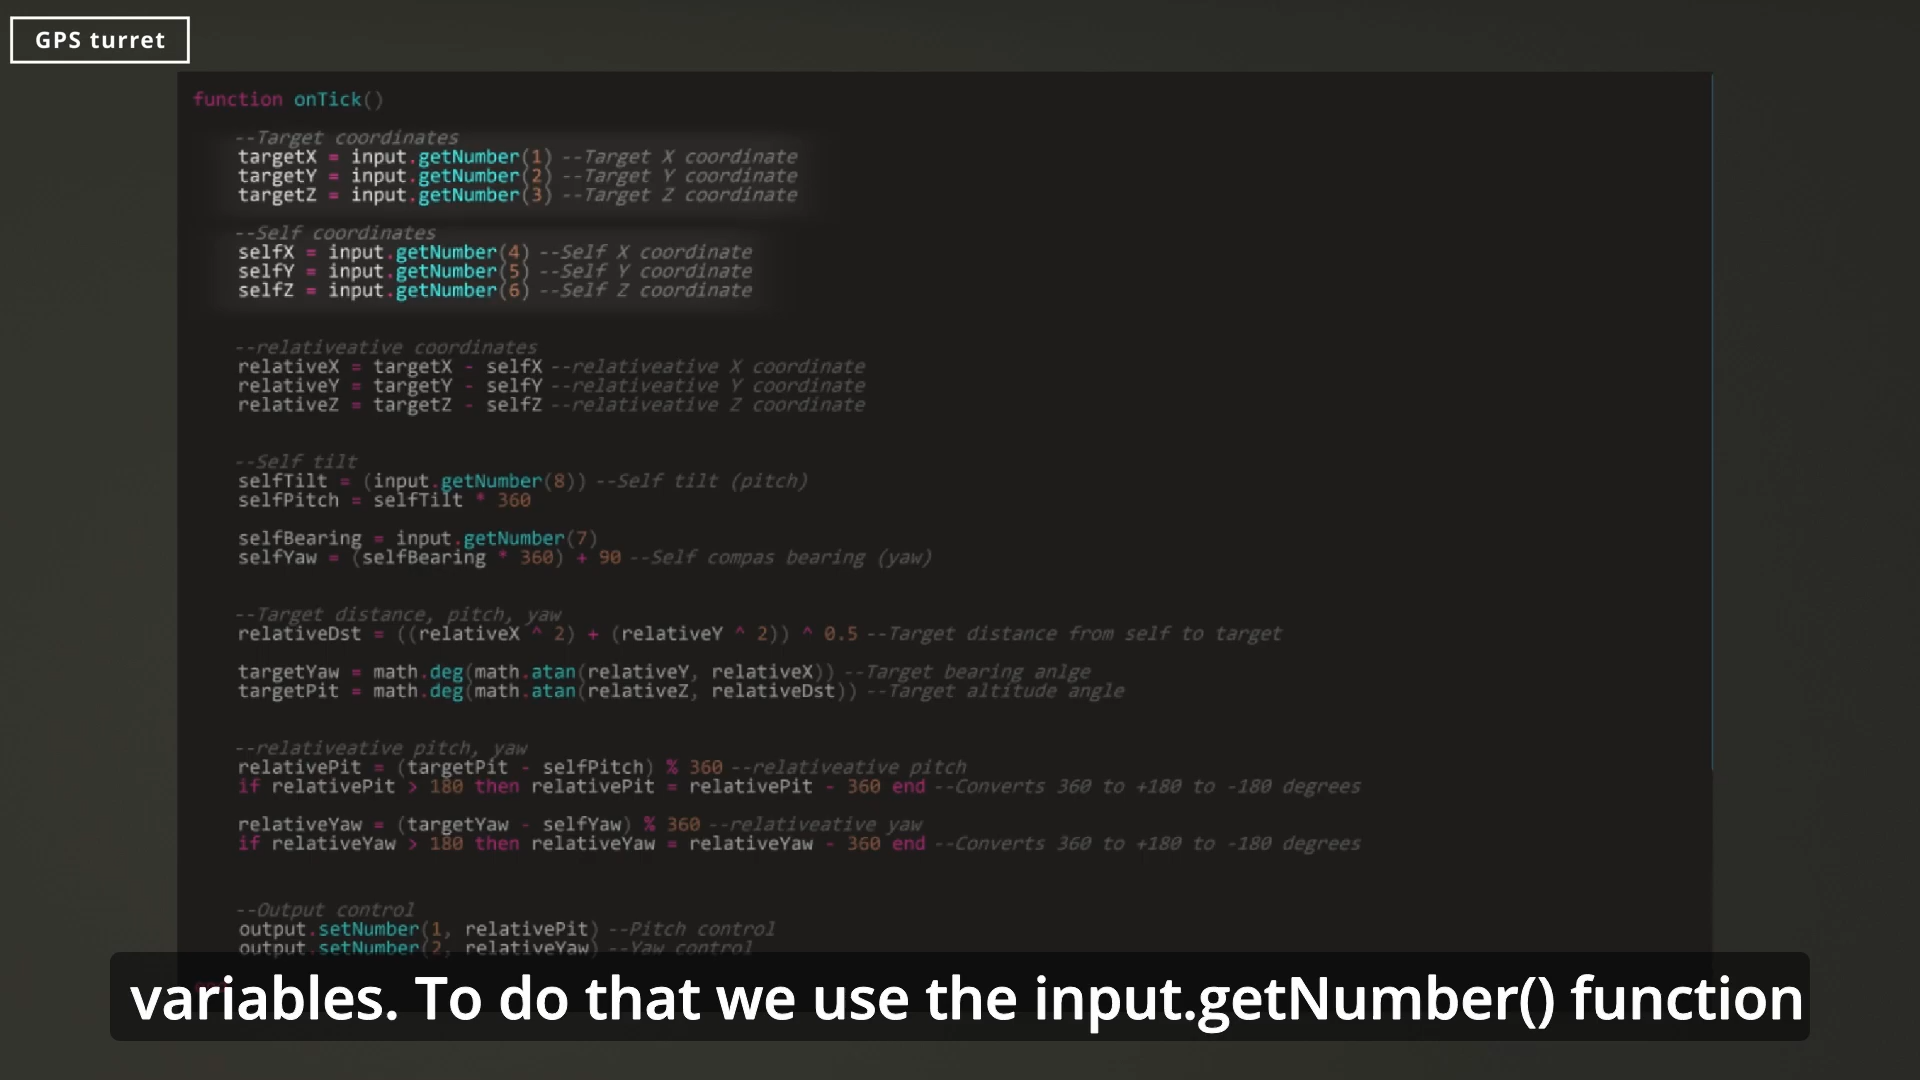 GPS turret
function onTick()
--Target coordinates
targetX = input.getNumber(1) --Target X coordinate
targetY = input.getNumber(2) --Target Y coordinate
targetZ = input.getNumber(3) --Target Z coordinate
--Self coordinates
selfX = input.getNumber(4) --Self X coordinate
selfY = input.getNumber(5) --Self Y coordinate
selfZ = input.getNumber(6) --Self Z coordinate
--relativeative coordinates
relativeX = targetX - selfX --relativeative X coordinate
relativeY = targetY - selfY --relativeative Y coordinate
relativeZ = targetZ - selfZ --relativeative Z coordinate
--Self tilt
selfTilt = (input.getNumber(8)) --Self tilt (pitch)
selfPitch = selfTilt * 360
selfBearing = input.getNumber(7)
selfYaw = (selfBearing * 360) + 90 --Self compas bearing (yaw)
--Target distance, pitch, yaw
relativeDst = ((relativeX ^ 2) + (relativeY ^ 2)) ^ 0.5 --Target distance from self to target
targetYaw = math.deg(math.atan(relativeY, relativeX)) --Target bearing anlge
targetPit = math.deg(math.atan(relativeZ, relativeDst)) --Target altitude angle
--relativeative pitch, yaw
relativePit = (targetPit - selfPitch) % 360 --relativeative pitch
if relativePit > 180 then relativePit = relativePit - 360 end --Converts 360 to +180 to -180 degrees
relativeYaw = (targetYaw - selfYaw) % 360 --relativeative yaw
if relativeYaw > 180 then relativeYaw = relativeYaw - 360 end --Converts 360 to +180 to -180 degrees
--Output control
output.setNumber(1, relativePit) --Pitch control
output.setNumber(2, relativeYaw) --Yaw control
variables. To do that we use the input.getNumber() function